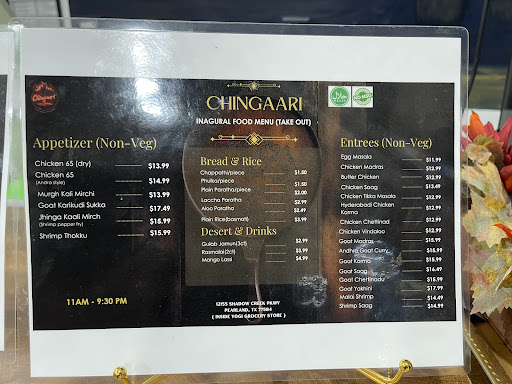 Chingaari
CHINGAARI
INAGURAL FOOD MENU (TAKE OUT)
Appetizer (Non-Veg)
Chicken 65 (dry) $13.99
Chicken 65 $14.99
(Andra style)
Murgh Kali Mirchi $13.99
Goat Karikudi Sukka $17.49
Jhinga Kaali Mirch $15.99
(Shrimp pepper fry)
Shrimp Thokku $15.99
11AM - 9:30 PM
Bread & Rice
Chappathi/piece $1.50
Phulka/piece $1.50
Plain Paratha/piece $2.00
Laccha Paratha $2.99
Aloo Paratha $2.49
Plain Rice(basmati) $3.99
Desert & Drinks
Gulab Jamun(3ct) $2.99
Rasmalai(2ct) $3.99
Mango Lassi $4.99
12155 SHADOW CREEK PKWY
PEARLAND, TX 77584
( INSIDE YOGI GROCERY STORE )
Entrees (Non-Veg)
Egg Masala $11.99
Chicken Madras $12.99
Butter Chicken $12.99
Chicken Saag $13.49
Chicken Tikka Masala $12.99
Hyderabadi Chicken $12.99
Korma
Chicken Chettinad $12.99
Chicken Vindaloo $12.99
Goat Madras $15.99
Andhra Goat Curry $15.99
Goat Karma $15.99
Goat Saag $16.49
Goat Chettinadu $15.99
Goat Yakhini $17.99
Malai Shrimp $14.49
Shrimp Saag $14.99